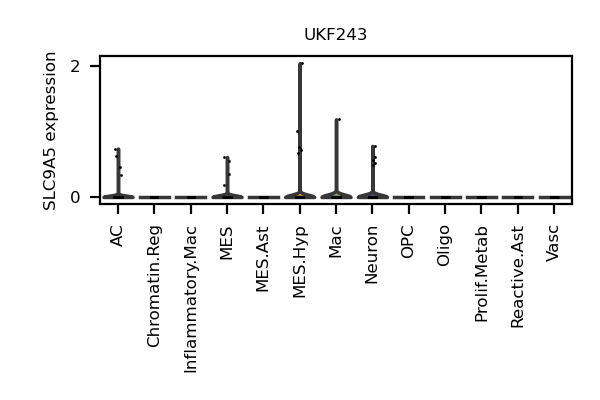 UKF243
SLC9A5 expression
2
0
AC
Chromatin.Reg
Inflammatory.Mac
MES
MES.Ast
MES.Hyp
Mac
Neuron
OPC
Oligo
Prolif.Metab
Reactive.Ast
Vasc